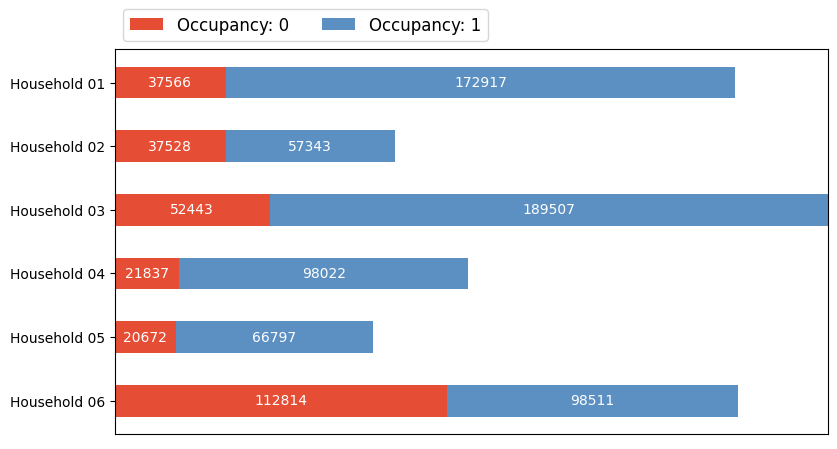 Occupancy: 0 Occupancy: 1
Household 01 37566 172917
Household 02 37528 57343
Household 03 52443 189507
Household 04 21837 98022
Household 05 20672 66797
Household 06 112814 98511